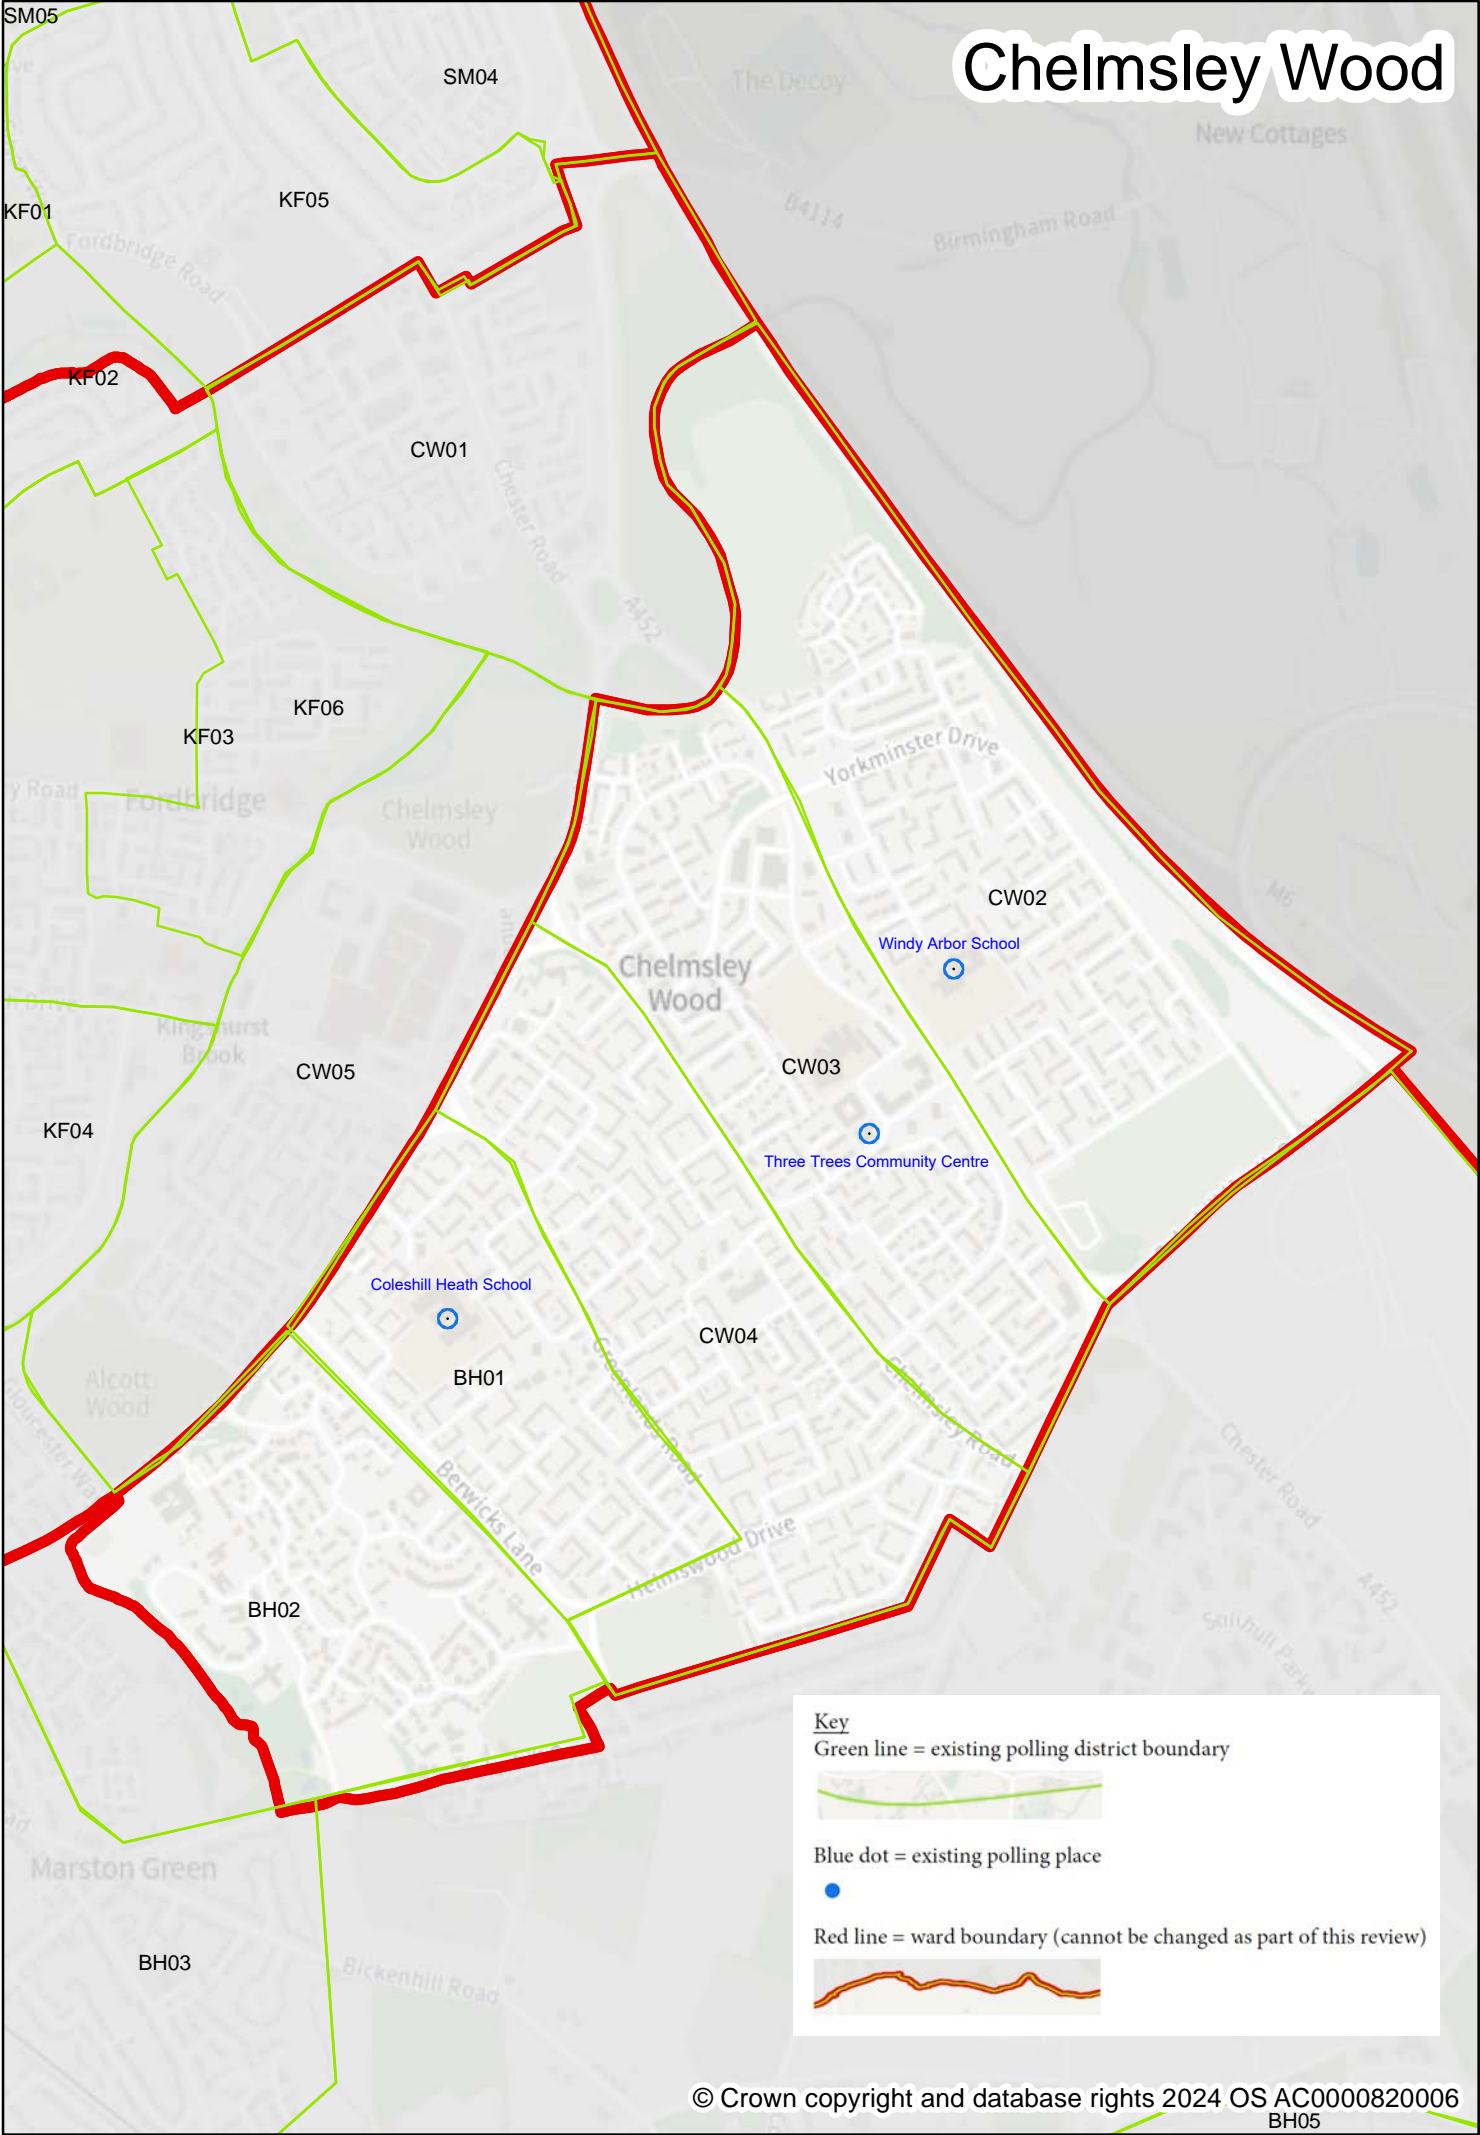 SM05
Chelmsley Wood
SM04
The Decoy
New Cottages
KF05
KF01
B4114
Birmingham Road
Fordbridge Road
KF02
CW01
Chester Road
A452
KF06
KF03
Yorkminster Drive
y Road
Fordbridge
Chelmsley
Wood
CW02
M6
Windy Arbor School
Chelmsley
Wood
Kingshurst
Brook
CW05
CW03
KF04
Three Trees Community Centre
Coleshill Heath School
CW04
BH01
Alcott
Wood
Greenlands Road
Chelmsley Road
Chester Road
Berwicks Lane
Helmswood Drive
A452
BH02
Solihull Parkw
Key
Green line = existing polling district boundary
Blue dot = existing polling place
Marston Green
Red line = ward boundary (cannot be changed as part of this review)
BH03
Bickenhill Road
© Crown copyright and database rights 2024 OS AC0000820006
BH05